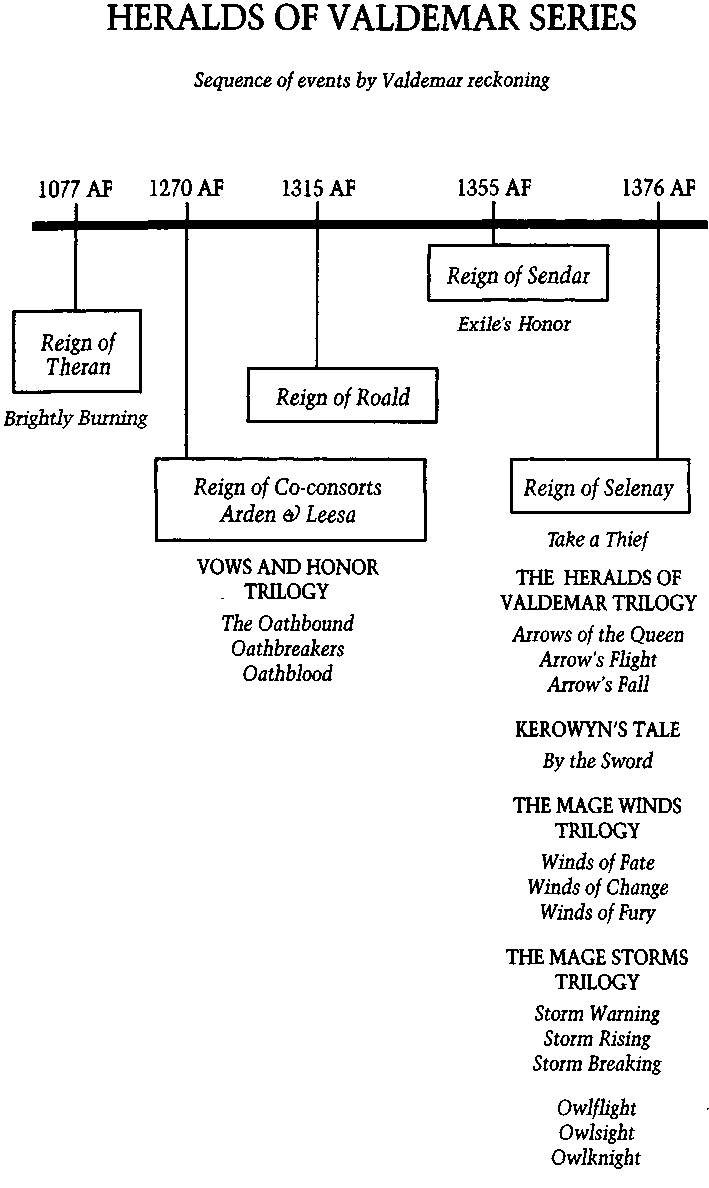 HERALDS OF VALDEMAR SERIES
Sequence of events by Valdemar reckoning
1077 AF 1270 AF 1315 AF 1355 AF 1376 AF
Reign of Sendar
Exile's Honor
Reign of
Theran
Brightly Burning
Reign of Roald
Reign of Co-consorts
Arden & Leesa
VOWS AND HONOR
TRILOGY
The Oathbound
Oathbreakers
Oathblood
Reign of Selenay
Take a Thief
THE HERALDS OF
VALDEMAR TRILOGY
Arrows of the Queen
Arrow's Flight
Arrow's Fall
KEROWYN'S TALE
By the Sword
THE MAGE WINDS
TRILOGY
Winds of Fate
Winds of Change
Winds of Fury
THE MAGE STORMS
TRILOGY
Storm Warning
Storm Rising
Storm Breaking
Owlflight
Owlsight
Owlknight